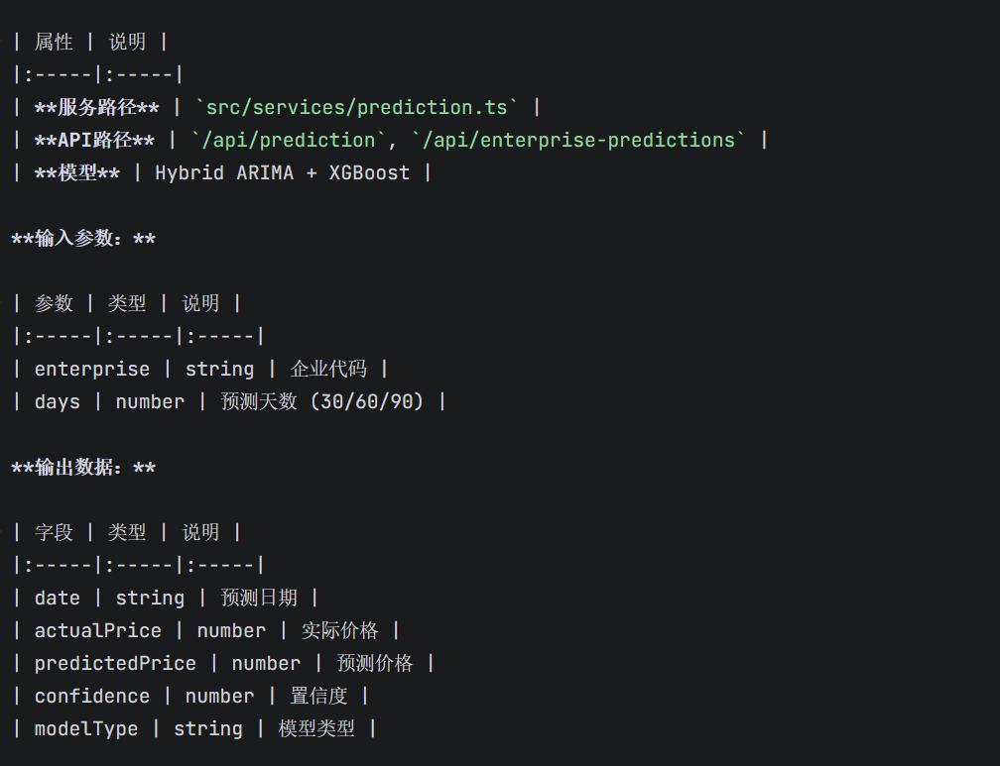 | 属性 | 说明 |
|:-----|:-----|
| **服务路径** | `src/services/prediction.ts` |
| **API路径** | `/api/prediction`, `/api/enterprise-predictions` |
| **模型** | Hybrid ARIMA + XGBoost |
**输入参数：**
| 参数 | 类型 | 说明 |
|:-----|:-----|:-----|
| enterprise | string | 企业代码 |
| days | number | 预测天数 (30/60/90) |
**输出数据：**
| 字段 | 类型 | 说明 |
|:-----|:-----|:-----|
| date | string | 预测日期 |
| actualPrice | number | 实际价格 |
| predictedPrice | number | 预测价格 |
| confidence | number | 置信度 |
| modelType | string | 模型类型 |